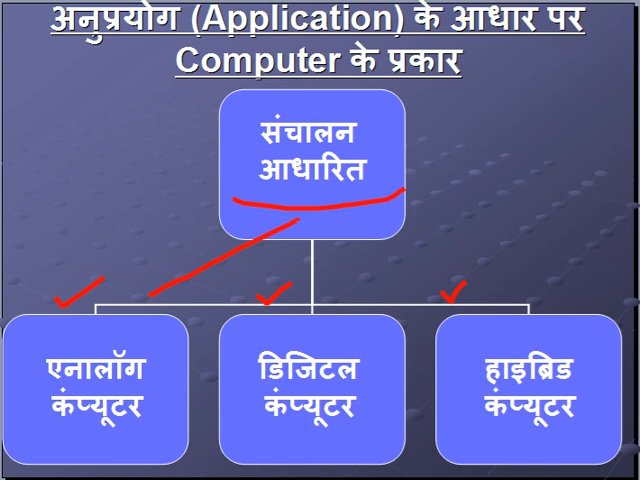 अनुप्रयोग (Application) के आधार पर
Computer के प्रकार
संचालन
आधारित
एनालॉग
कंप्यूटर
डिजिटल
कंप्यूटर
हाइब्रिड
कंप्यूटर